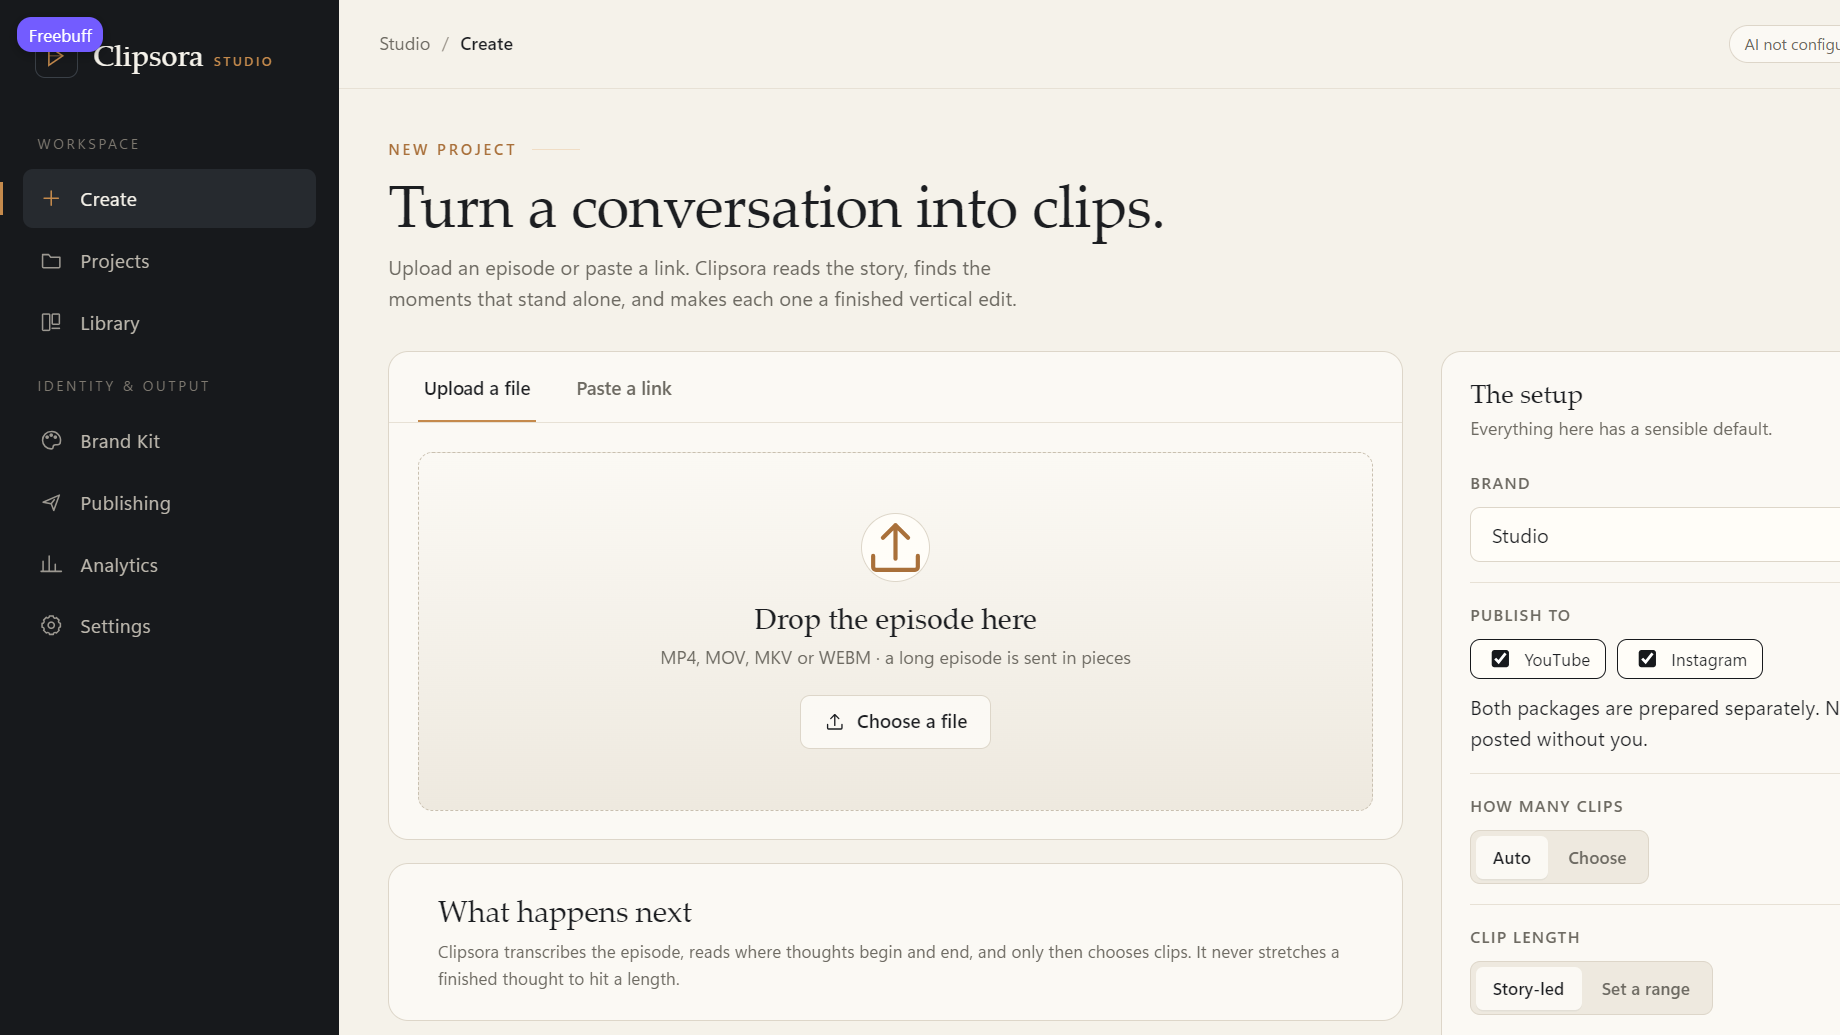 Freebuff
Clipsora STUDIO
WORKSPACE
Create
Projects
Library
IDENTITY & OUTPUT
Brand Kit
Publishing
Analytics
Settings
Studio / Create
AI not
NEW PROJECT
Turn a conversation into clips.
Upload an episode or paste a link. Clipsora reads the story, finds the
moments that stand alone, and makes each one a finished vertical edit.
Upload a file
Paste a link
Drop the episode here
MP4, MOV, MKV or WEBM · a long episode is sent in pieces
Choose a file
What happens next
Clipsora transcribes the episode, reads where thoughts begin and end, and only then chooses clips. It never stretches a
finished thought to hit a length.
The setup
Everything here has a sensible default.
BRAND
Studio
PUBLISH TO
YouTube
Instagram
Both packages are prepared separately.
posted without you.
HOW MANY CLIPS
Auto
Choose
CLIP LENGTH
Story-led
Set a range